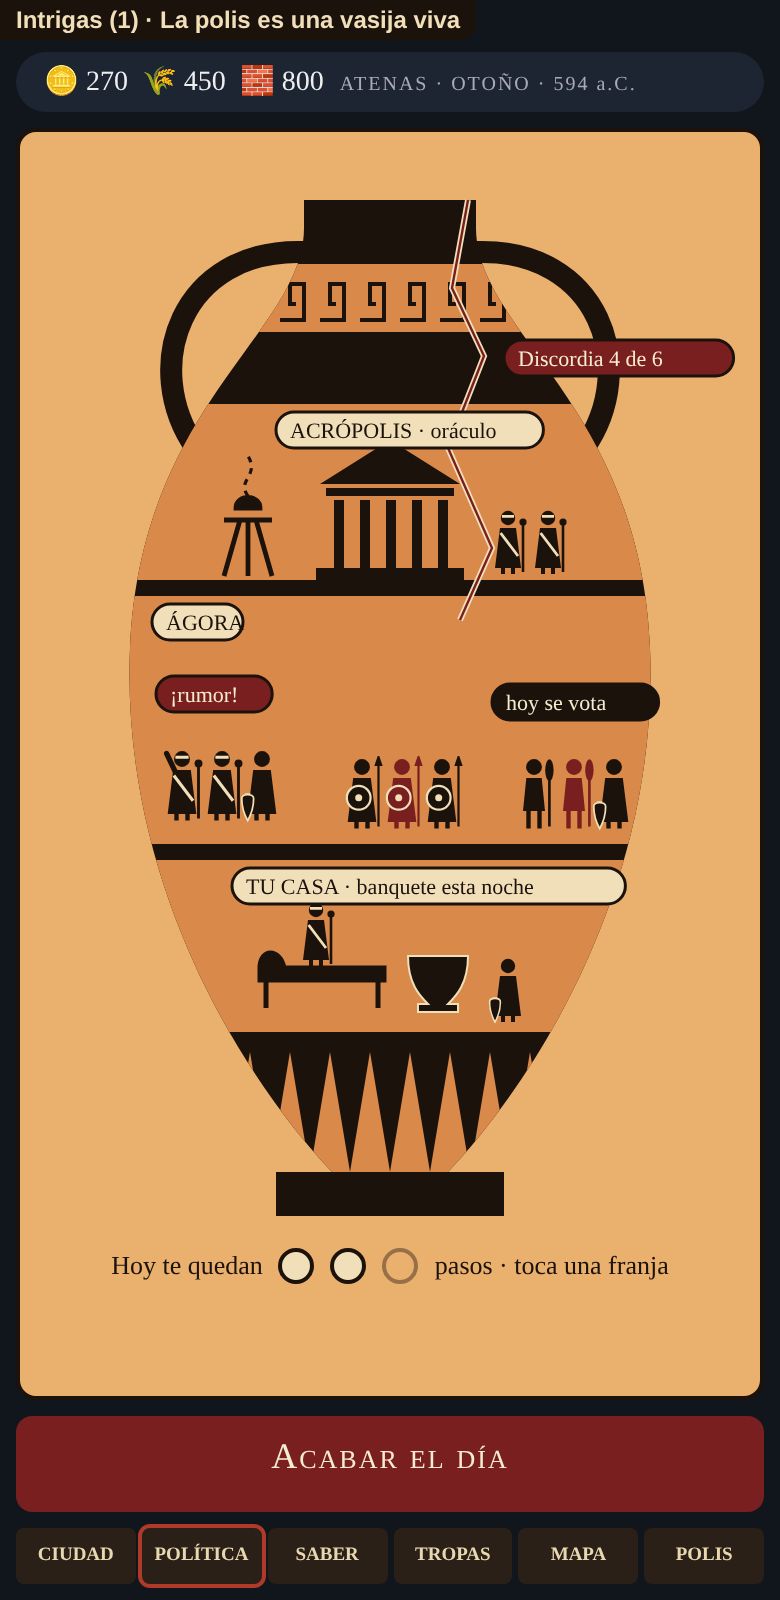 Intrigas (1) · La polis es una vasija viva
270 450 800 ATENAS · OTOÑO · 594 a.C.
Discordia 4 de 6
ACRÓPOLIS · oráculo
ÁGORA
¡rumor!
hoy se vota
TU CASA · banquete esta noche
Hoy te quedan pasos · toca una franja
ACABAR EL DÍA
CIUDAD POLÍTICA SABER TROPAS MAPA POLIS